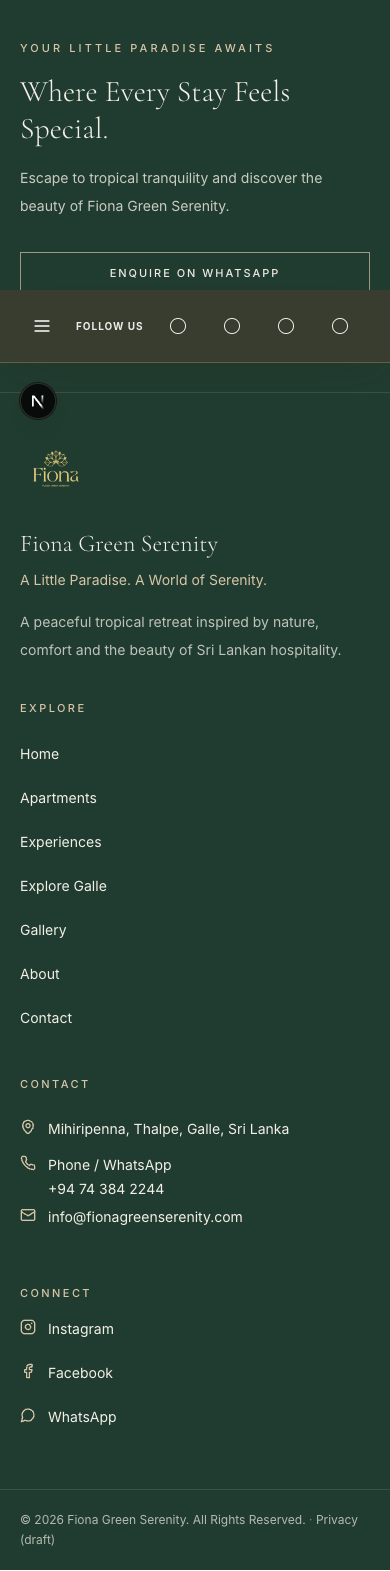 YOUR LITTLE PARADISE AWAITS
Where Every Stay Feels
Special.
Escape to tropical tranquility and discover the
beauty of Fiona Green Serenity.
ENQUIRE ON WHATSAPP
FOLLOW US
N
Fiona
Fiona Green Serenity
A Little Paradise. A World of Serenity.
A peaceful tropical retreat inspired by nature,
comfort and the beauty of Sri Lankan hospitality.
EXPLORE
Home
Apartments
Experiences
Explore Galle
Gallery
About
Contact
CONTACT
Mihiripenna, Thalpe, Galle, Sri Lanka
Phone / WhatsApp
+94 74 384 2244
info@fionagreenserenity.com
CONNECT
Instagram
Facebook
WhatsApp
© 2026 Fiona Green Serenity. All Rights Reserved. · Privacy
(draft)